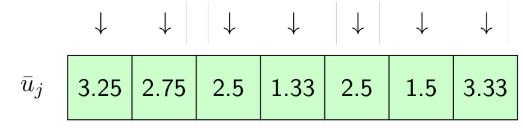 ↓ ↓ ↓ ↓ ↓ ↓ ↓
ū_j 3.25 2.75 2.5 1.33 2.5 1.5 3.33